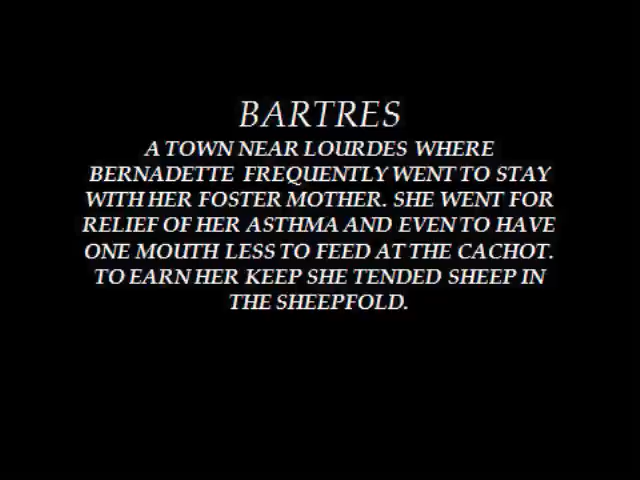 BARTRES
A TOWN NEAR LOURDES WHERE
BERNADETTE FREQUENTLY WENT TO STAY
WITH HER FOSTER MOTHER. SHE WENT FOR
RELIEF OF HER ASTHMA AND EVEN TO HAVE
ONE MOUTH LESS TO FEED AT THE CACHOT.
TO EARN HER KEEP SHE TENDED SHEEP IN
THE SHEEPFOLD.